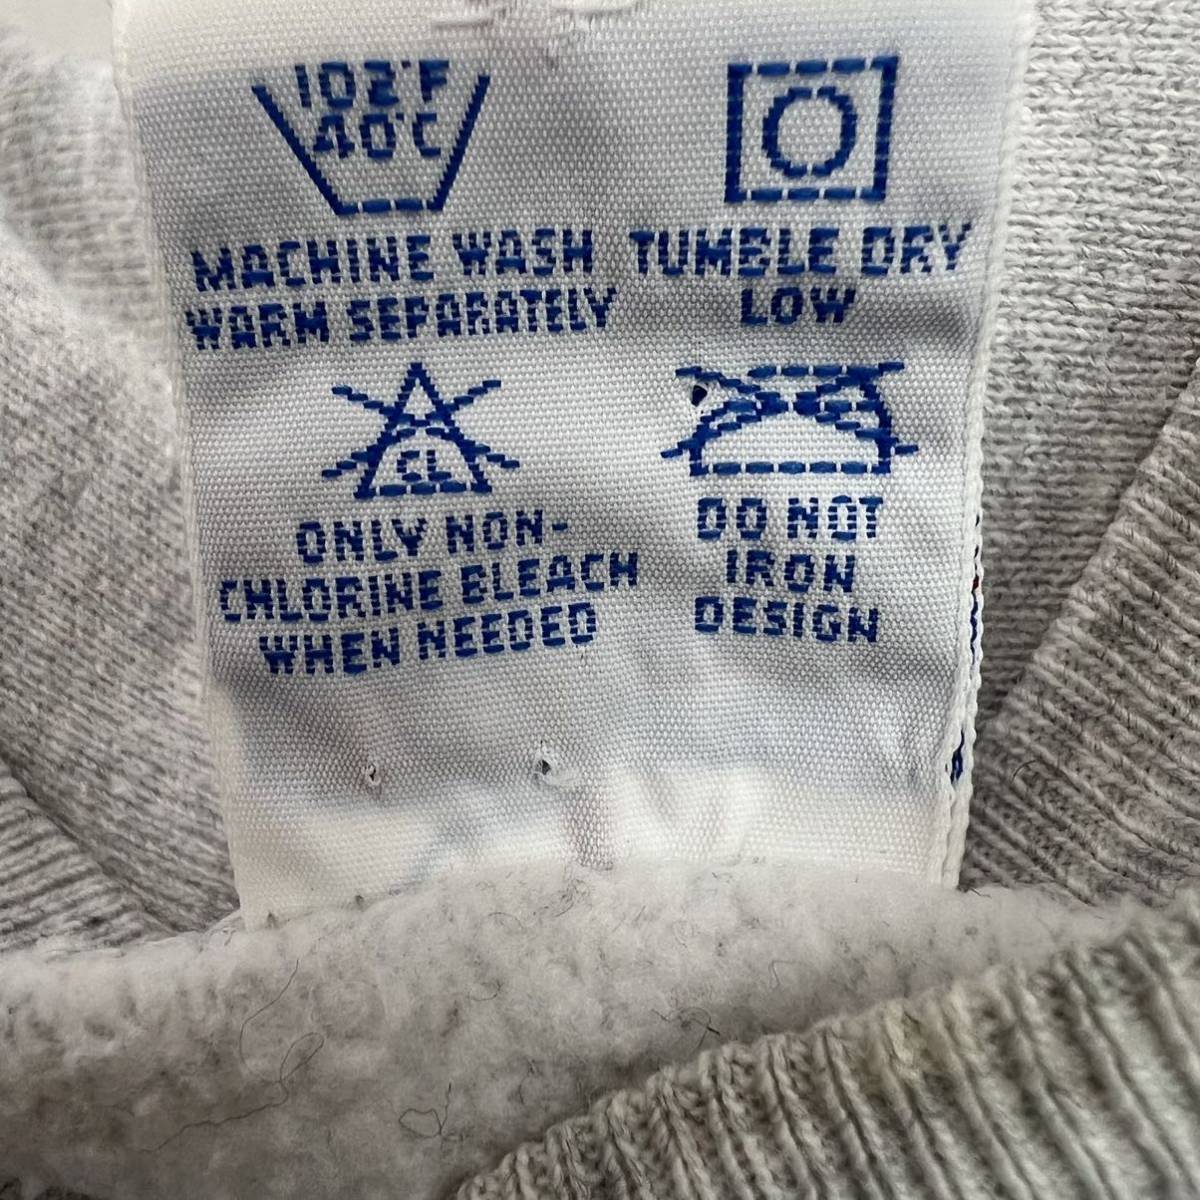 102°F
40°C
MACHINE WASH
WARM SEPARATELY
TUMBLE DRY
LOW
CL
ONLY NON-
CHLORINE BLEACH
WHEN NEEDED
DO NOT
IRON
DESIGN